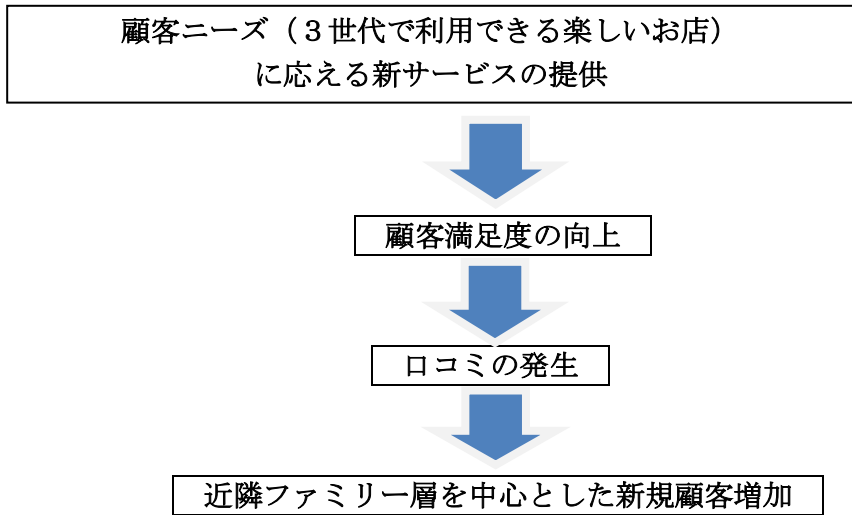 顧客ニーズ（３世代で利用できる楽しいお店）
に応える新サービスの提供
顧客満足度の向上
口コミの発生
近隣ファミリー層を中心とした新規顧客増加